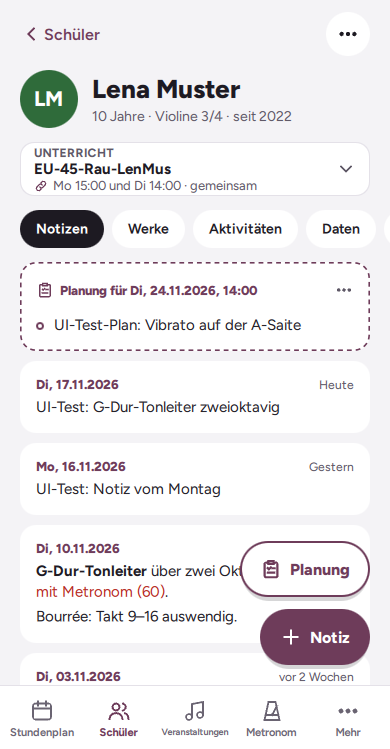 Schüler
LM
Lena Muster
10 Jahre · Violine 3/4 · seit 2022
UNTERRICHT
EU-45-Rau-LenMus
Mo 15:00 und Di 14:00 · gemeinsam
Notizen Werke Aktivitäten Daten
Planung für Di, 24.11.2026, 14:00
UI-Test-Plan: Vibrato auf der A-Saite
Di, 17.11.2026 Heute
UI-Test: G-Dur-Tonleiter zweioktavig
Mo, 16.11.2026 Gestern
UI-Test: Notiz vom Montag
Di, 10.11.2026
G-Dur-Tonleiter über zwei
mit Metronom (60).
Bourrée: Takt 9–16 auswendig.
Planung
Notiz
Di, 03.11.2026 vor 2 Wochen
Stundenplan Schüler Veranstaltungen Metronom Mehr